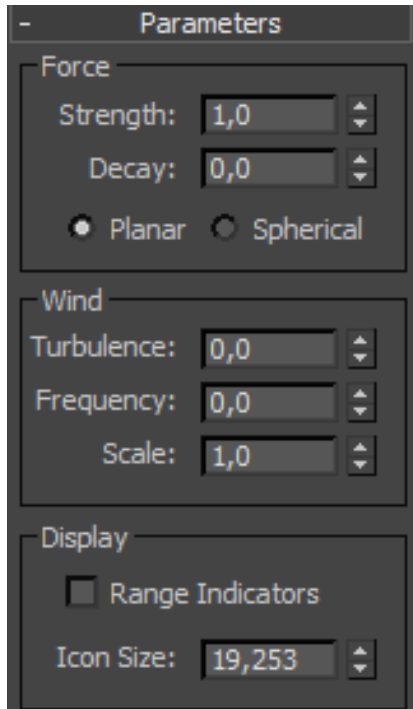 - Parameters
Force
Strength: 1,0
Decay: 0,0
Planar Spherical
Wind
Turbulence: 0,0
Frequency: 0,0
Scale: 1,0
Display
Range Indicators
Icon Size: 19,253